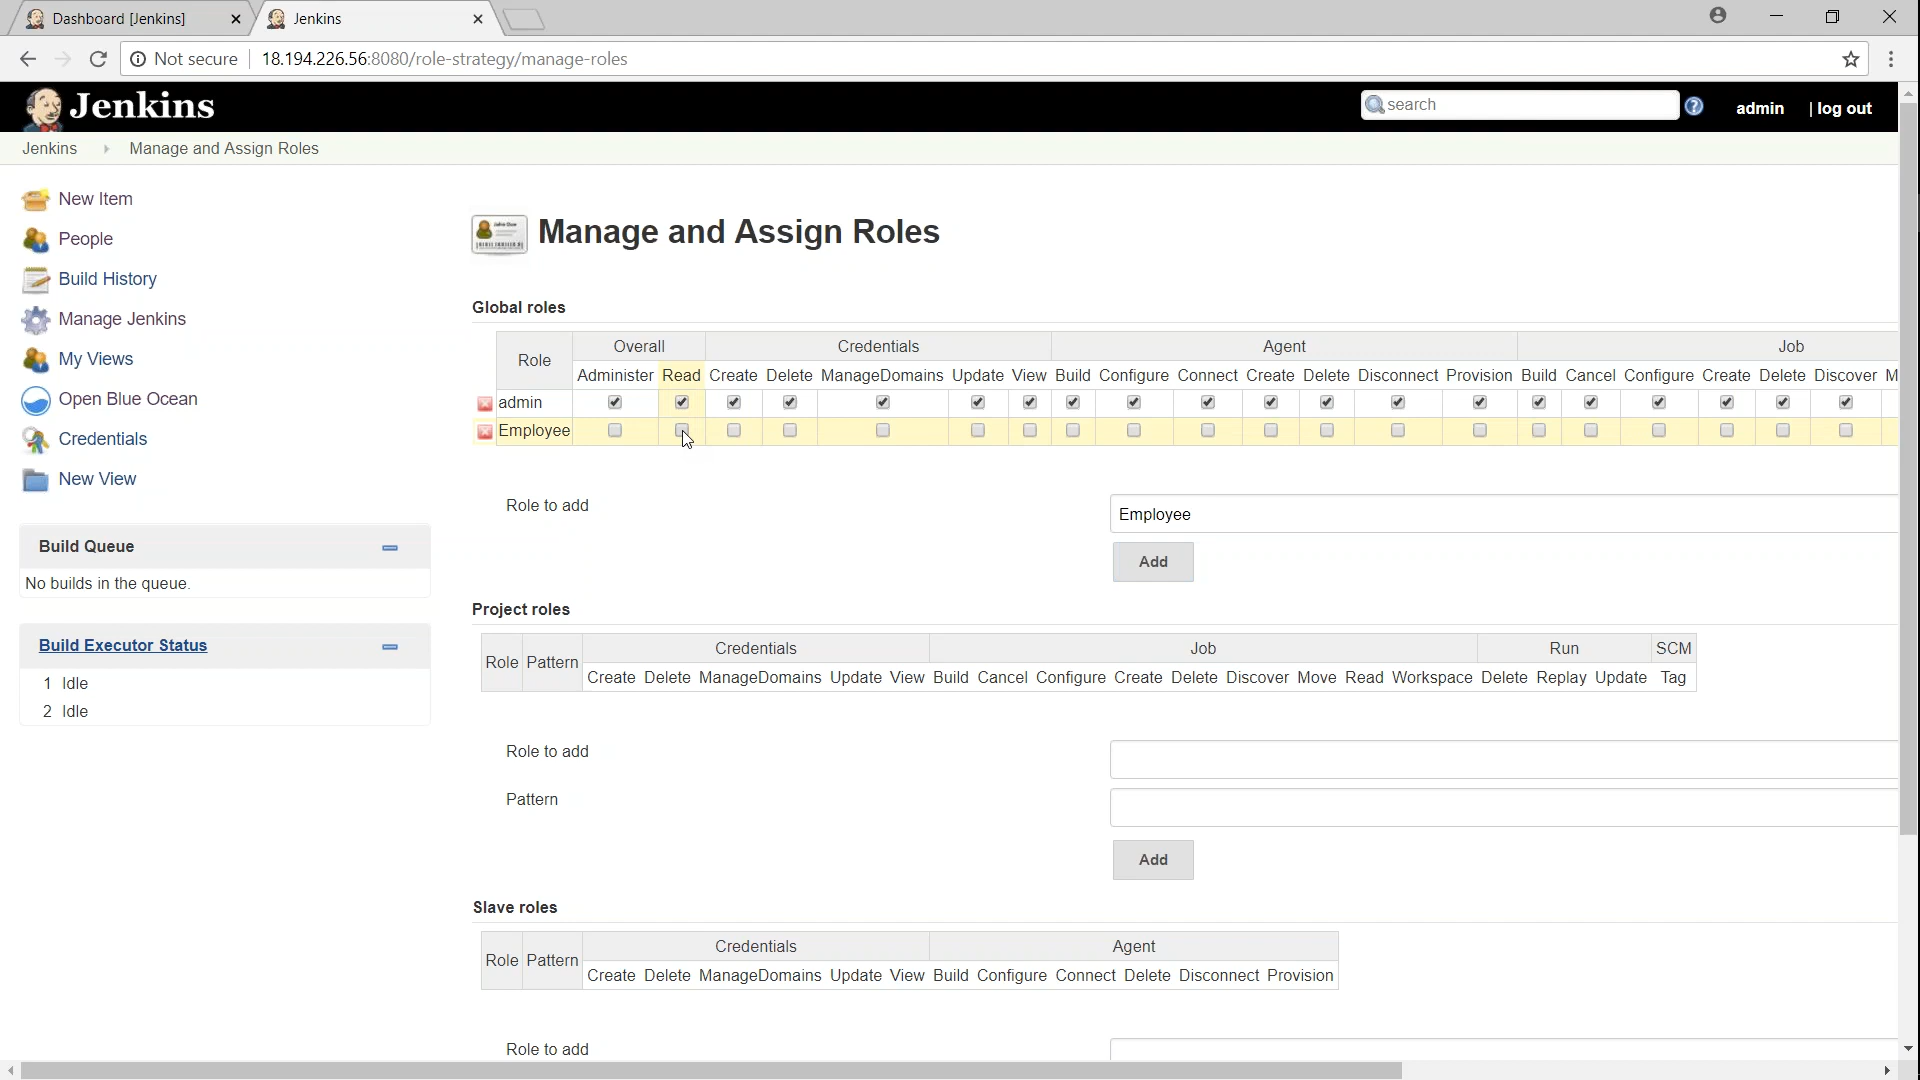 Dashboard [Jenkins]
Jenkins
Not secure
18.194.226.56:8080/role-strategy/manage-roles
Jenkins
search
admin
| log out
Jenkins
Manage and Assign Roles
New Item
People
Build History
Manage Jenkins
My Views
Open Blue Ocean
Credentials
New View
Build Queue
No builds in the queue.
Build Executor Status
1 Idle
2 Idle
Manage and Assign Roles
Global roles
Role Overall Credentials Agent Job
Administer Read Create Delete ManageDomains Update View Build Configure Connect Create Delete Disconnect Provision Build Cancel Configure Create Delete Discover M
admin
Employee
Role to add
Employee
Add
Project roles
Role Pattern Credentials Job Run SCM
Create Delete ManageDomains Update View Build Cancel Configure Create Delete Discover Move Read Workspace Delete Replay Update Tag
Role to add
Pattern
Add
Slave roles
Role Pattern Credentials Agent
Create Delete ManageDomains Update View Build Configure Connect Delete Disconnect Provision
Role to add